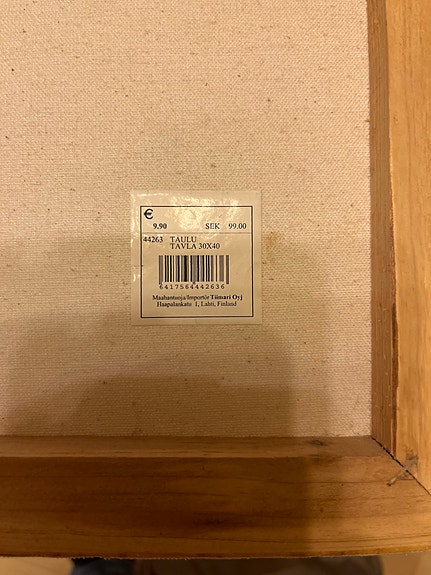 €
9.90 SEK 99.00
44263 TAULU
TAVLA 30X40
6417564442636
Maahantuoja/Importör Tiimari Oyj
Haapalankatu 1, Lahti, Finland